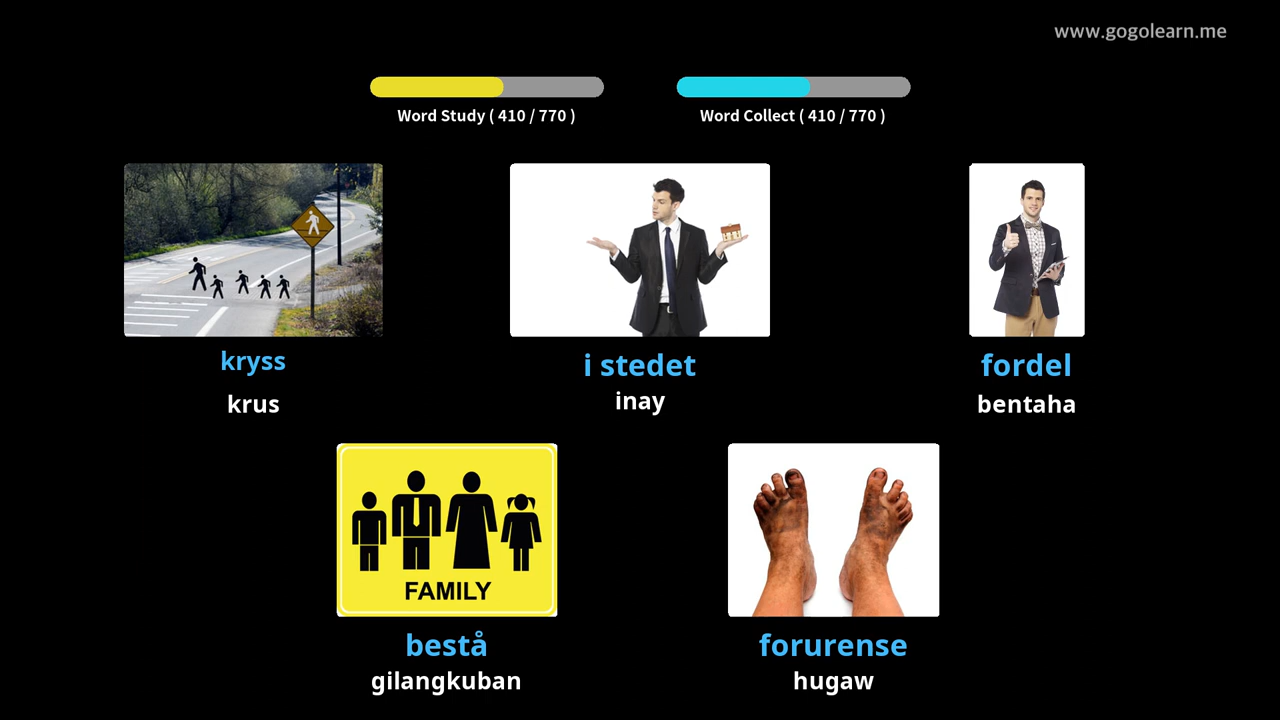 www.gogolearn.me
Word Study ( 410 / 770 )
Word Collect ( 410 / 770 )
kryss
krus
i stedet
inay
fordel
bentaha
FAMILY
bestå
gilangkuban
forurense
hugaw